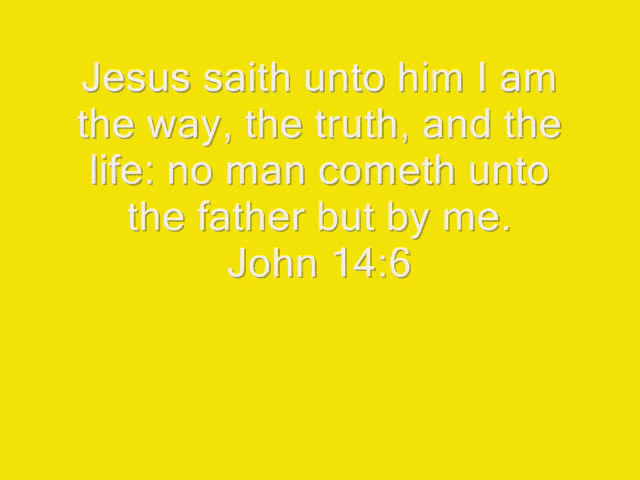 Jesus saith unto him I am
the way, the truth, and the
life: no man cometh unto
the father but by me.
John 14:6